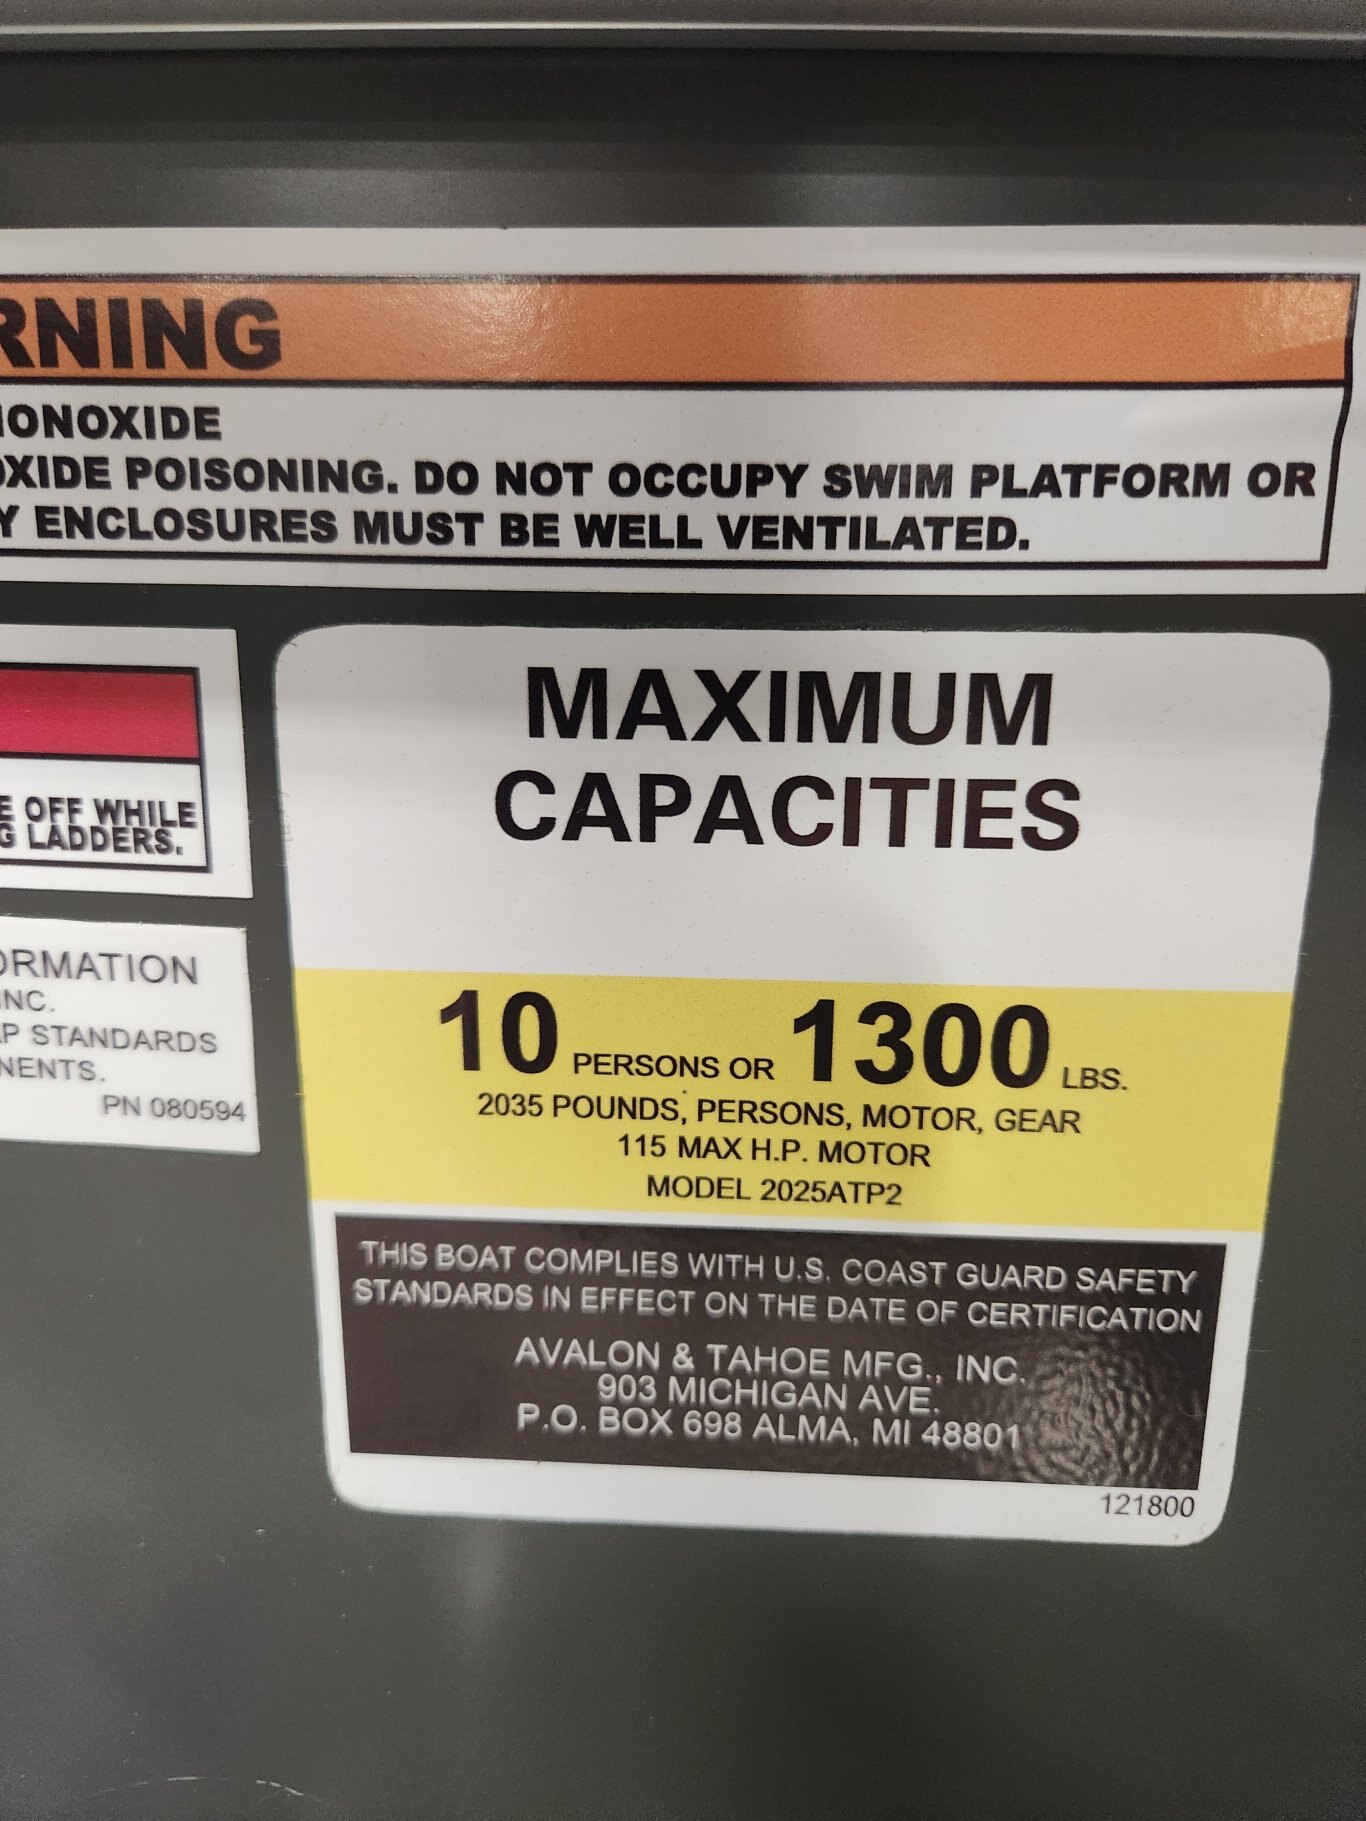 RNING
MONOXIDE
OXIDE POISONING. DO NOT OCCUPY SWIM PLATFORM OR
Y ENCLOSURES MUST BE WELL VENTILATED.
E OFF WHILE
G LADDERS.
ORMATION
INC.
P STANDARDS
NENTS.
PN 080594
MAXIMUM
CAPACITIES
10 PERSONS OR 1300 LBS.
2035 POUNDS, PERSONS, MOTOR, GEAR
115 MAX H.P. MOTOR
MODEL 2025ATP2
THIS BOAT COMPLIES WITH U.S. COAST GUARD SAFETY
STANDARDS IN EFFECT ON THE DATE OF CERTIFICATION
AVALON & TAHOE MFG., INC.
903 MICHIGAN AVE.
P.O. BOX 698 ALMA, MI 48801
121800